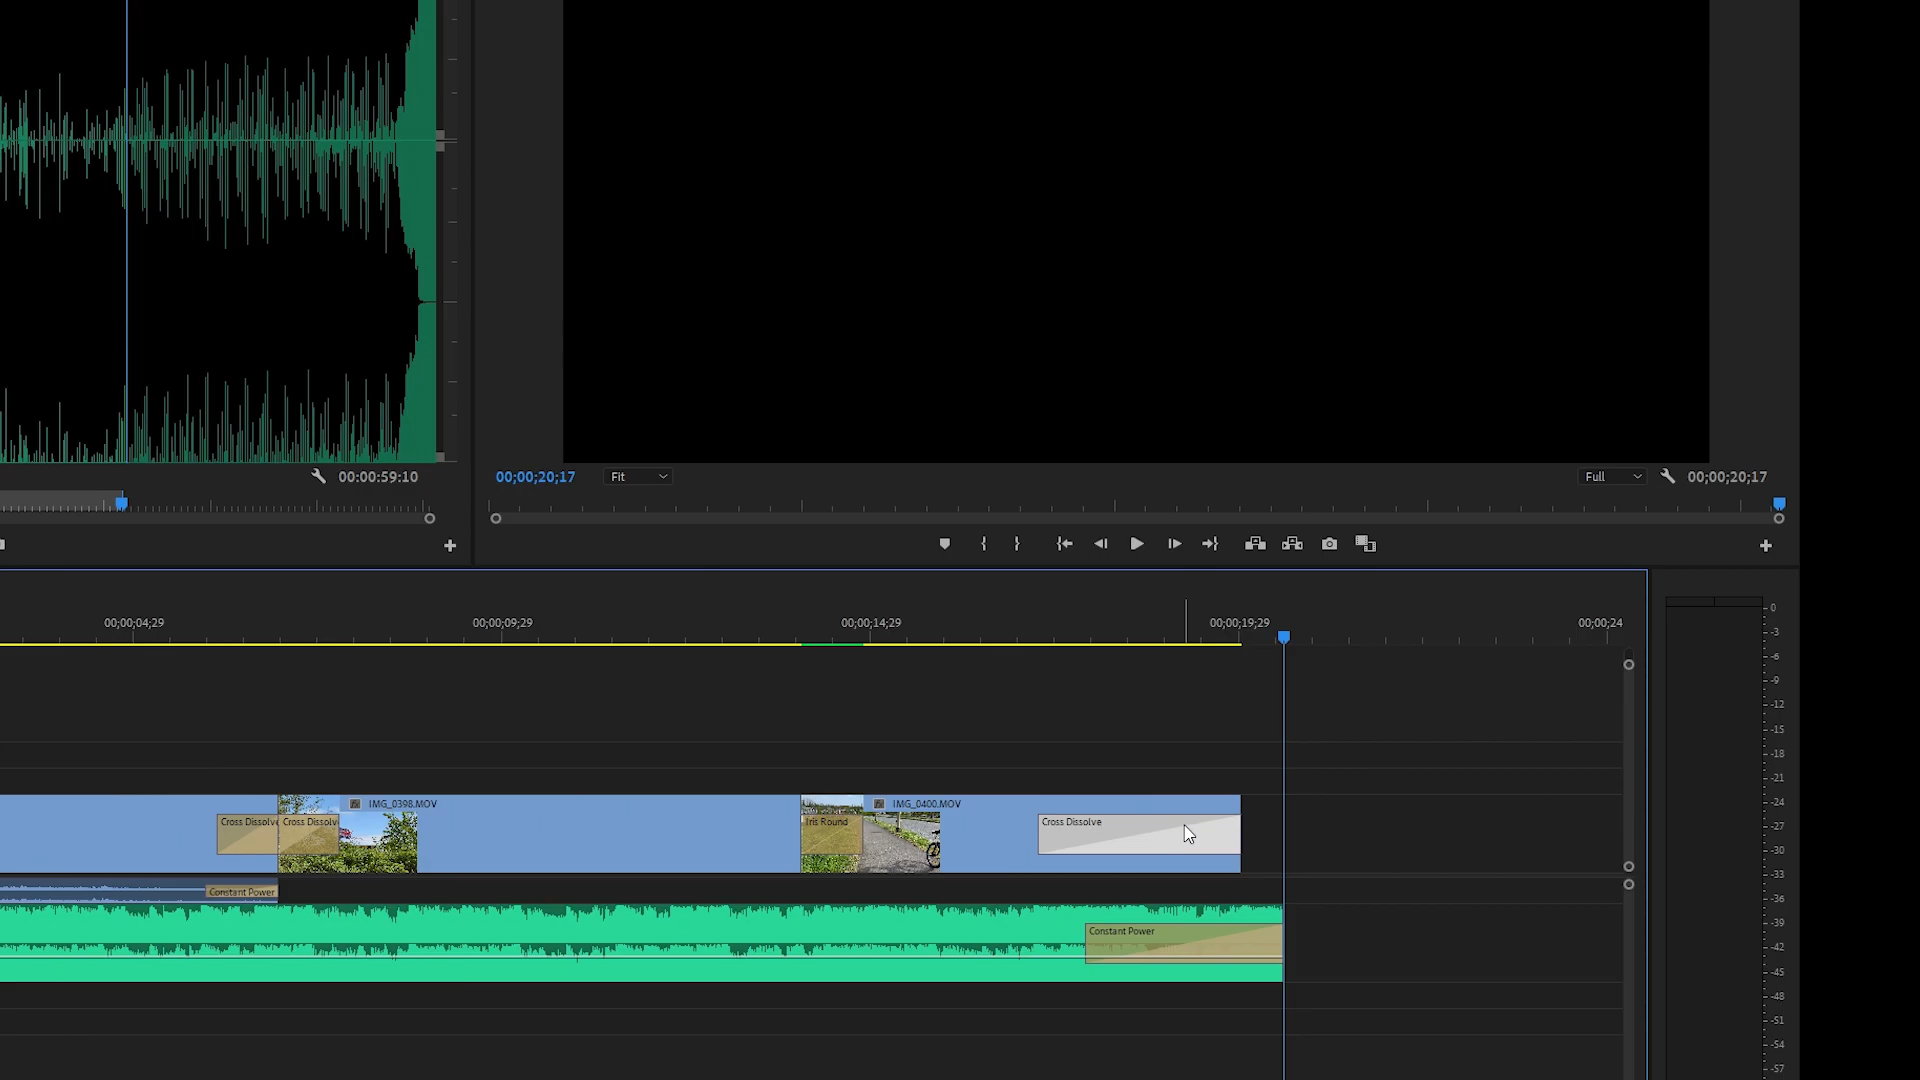 00:00:59:10
00;00;20;17
Fit
Full
00;00;20;17
00;00;04;29
00;00;09;29
00;00;14;29
00;00;19;29
00;00;24
0
-3
-6
-9
-12
-15
-18
-21
-24
-27
-30
-33
-36
-39
-42
-45
-48
-51
-54
-57
fx IMG_0398.MOV
fx IMG_0400.MOV
Cross Dissolve
Cross Dissolv
Iris Round
Cross Dissolve
Constant Power
Constant Power